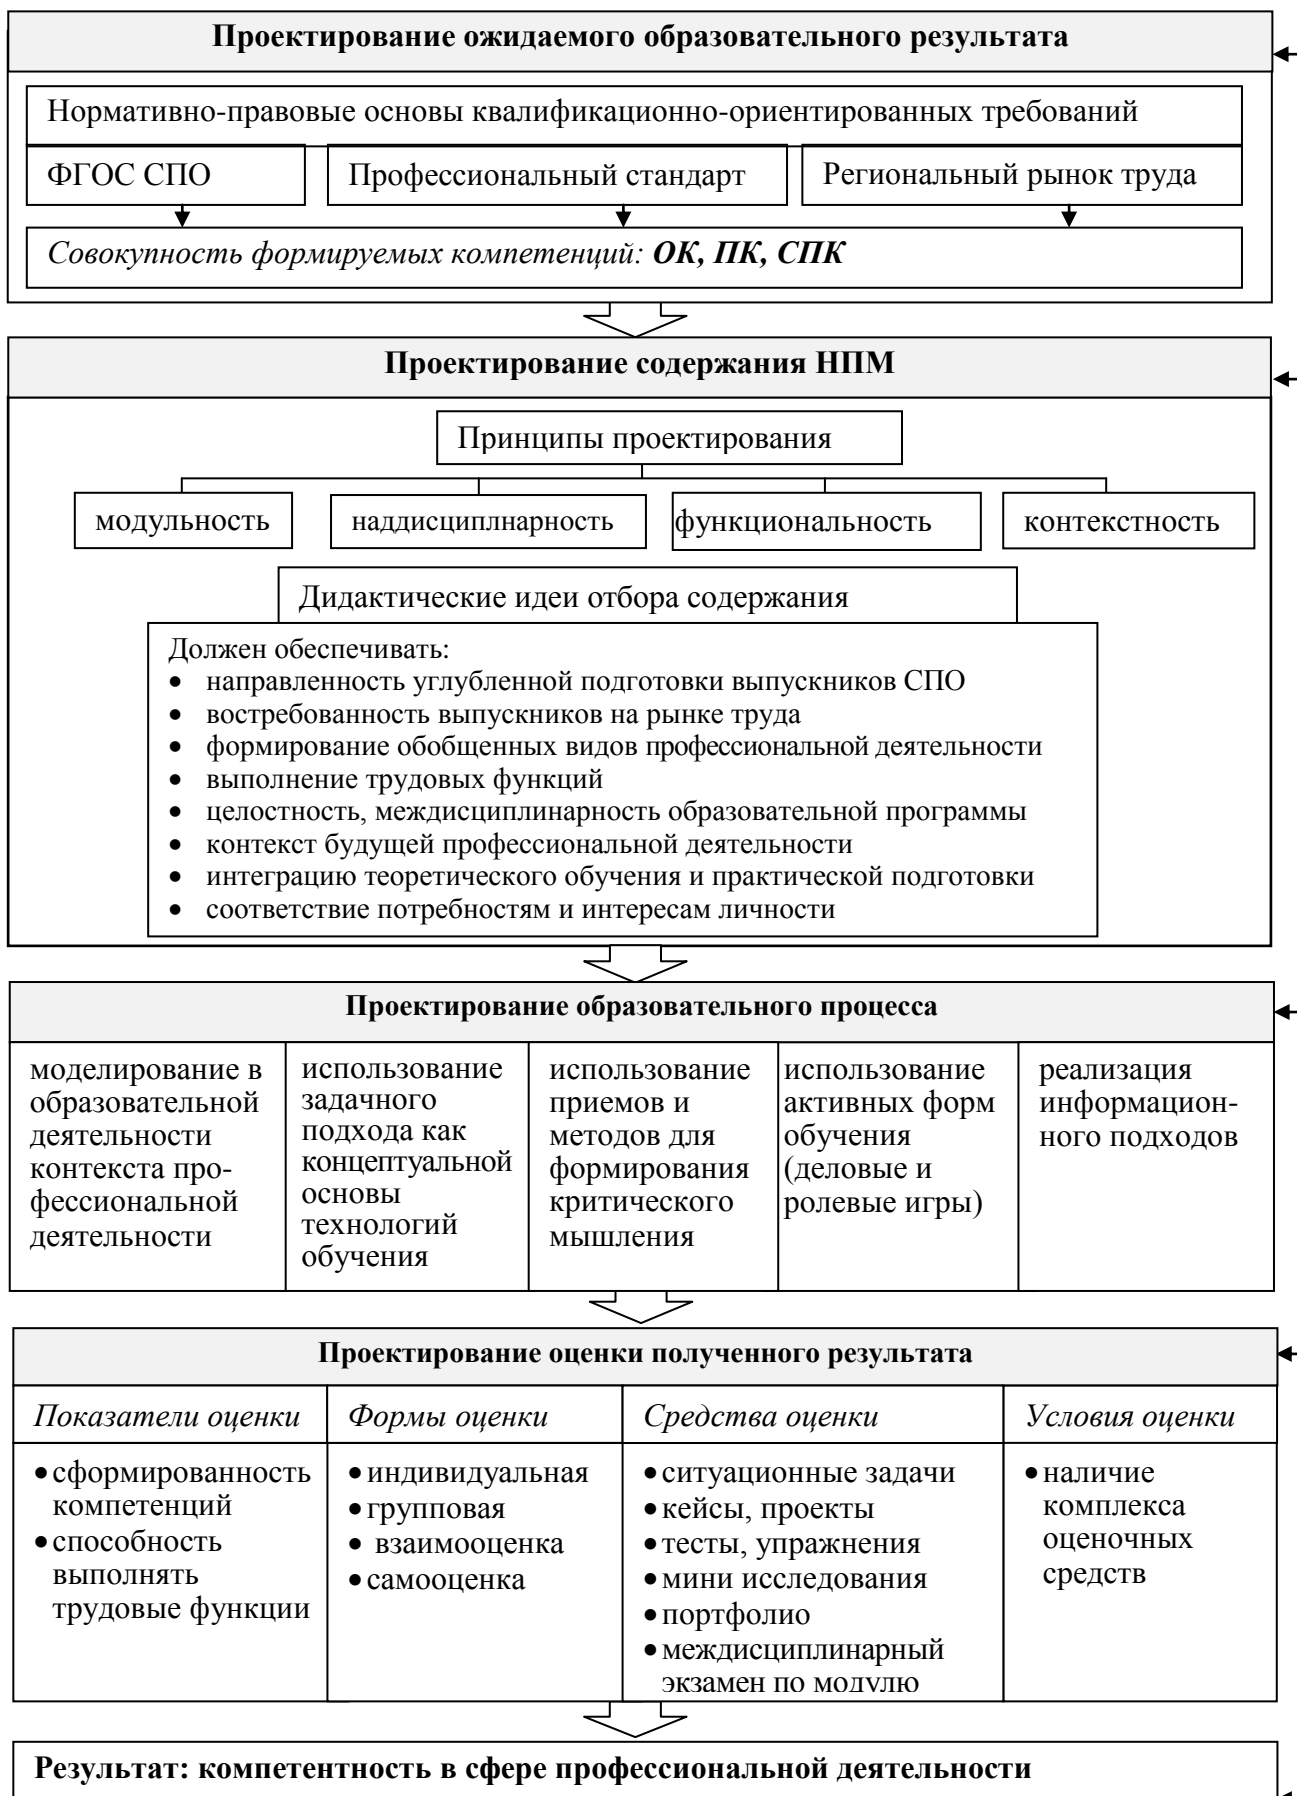 Проектирование ожидаемого образовательного результата
Нормативно-правовые основы квалификационно-ориентированных требований
ФГОС СПО
Профессиональный стандарт
Региональный рынок труда
Совокупность формируемых компетенций: ОК, ПК, СПК
Проектирование содержания НПМ
Принципы проектирования
модульность
наддисциплнарность
функциональность
контекстность
Дидактические идеи отбора содержания
Должен обеспечивать:
• направленность углубленной подготовки выпускников СПО
• востребованность выпускников на рынке труда
• формирование обобщенных видов профессиональной деятельности
• выполнение трудовых функций
• целостность, междисциплинарность образовательной программы
• контекст будущей профессиональной деятельности
• интеграцию теоретического обучения и практической подготовки
• соответствие потребностям и интересам личности
Проектирование образовательного процесса
моделирование в
образовательной
деятельности
контекста про-
фессиональной
деятельности
использование
задачного
подхода как
концептуальной
основы
технологий
обучения
использование
приемов и
методов для
формирования
критического
мышления
использование
активных форм
обучения
(деловые и
ролевые игры)
реализация
информацион-
ного подходов
Проектирование оценки полученного результата
Показатели оценки
Формы оценки
Средства оценки
Условия оценки
• сформированность
компетенций
• способность
выполнять
трудовые функции
• индивидуальная
• групповая
• взаимооценка
• самооценка
• ситуационные задачи
• кейсы, проекты
• тесты, упражнения
• мини исследования
• портфолио
• междисциплинарный
экзамен по модулю
• наличие
комплекса
оценочных
средств
Результат: компетентность в сфере профессиональной деятельности